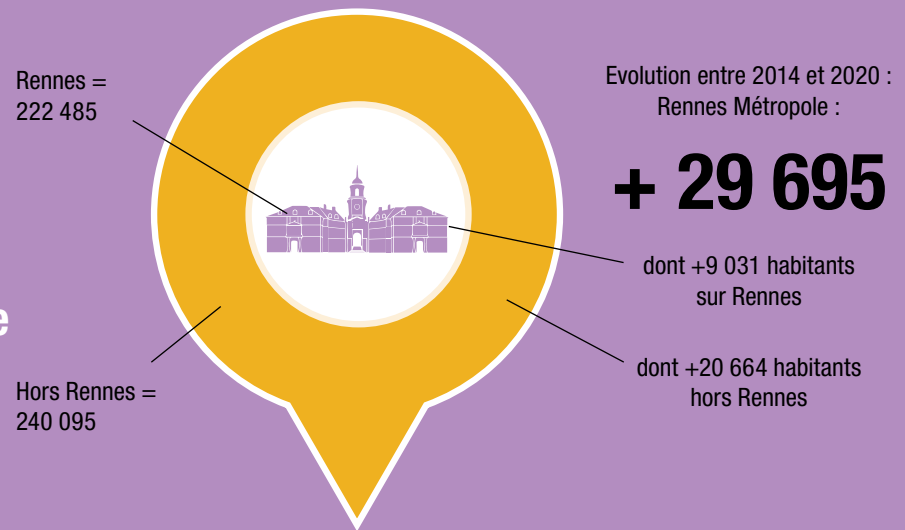 Rennes =
222 485
Hors Rennes =
240 095
Evolution entre 2014 et 2020 :
Rennes Métropole :
+ 29 695
dont +9 031 habitants
sur Rennes
dont +20 664 habitants
hors Rennes